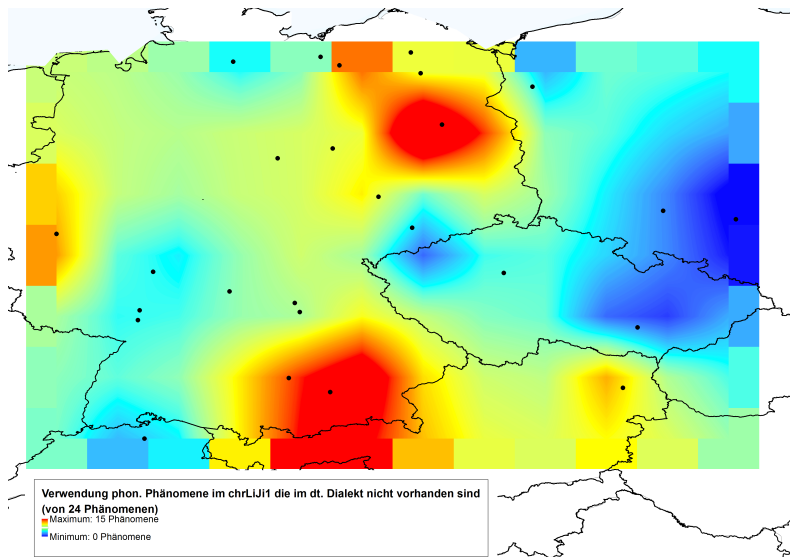 Verwendung phon. Phänomene im chrLiJi1 die im dt. Dialekt nicht vorhanden sind
(von 24 Phänomenen)
Maximum: 15 Phänomene
Minimum: 0 Phänomene